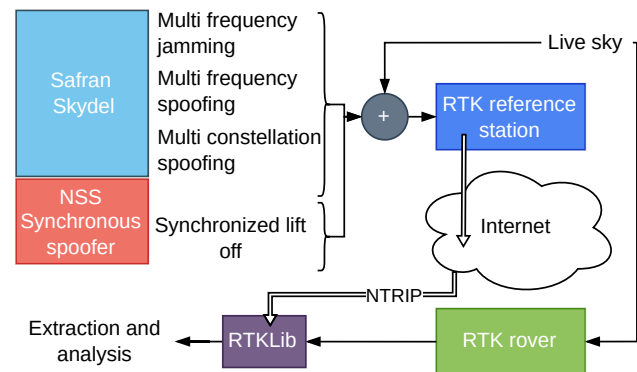 Safran
Skydel
Multi frequency
jamming
Multi frequency
spoofing
Multi constellation
spoofing
NSS
Synchronous
spoofer
Synchronized lift
off
+
Live sky
RTK reference
station
Internet
NTRIP
Extraction and
analysis
RTKLib
RTK rover